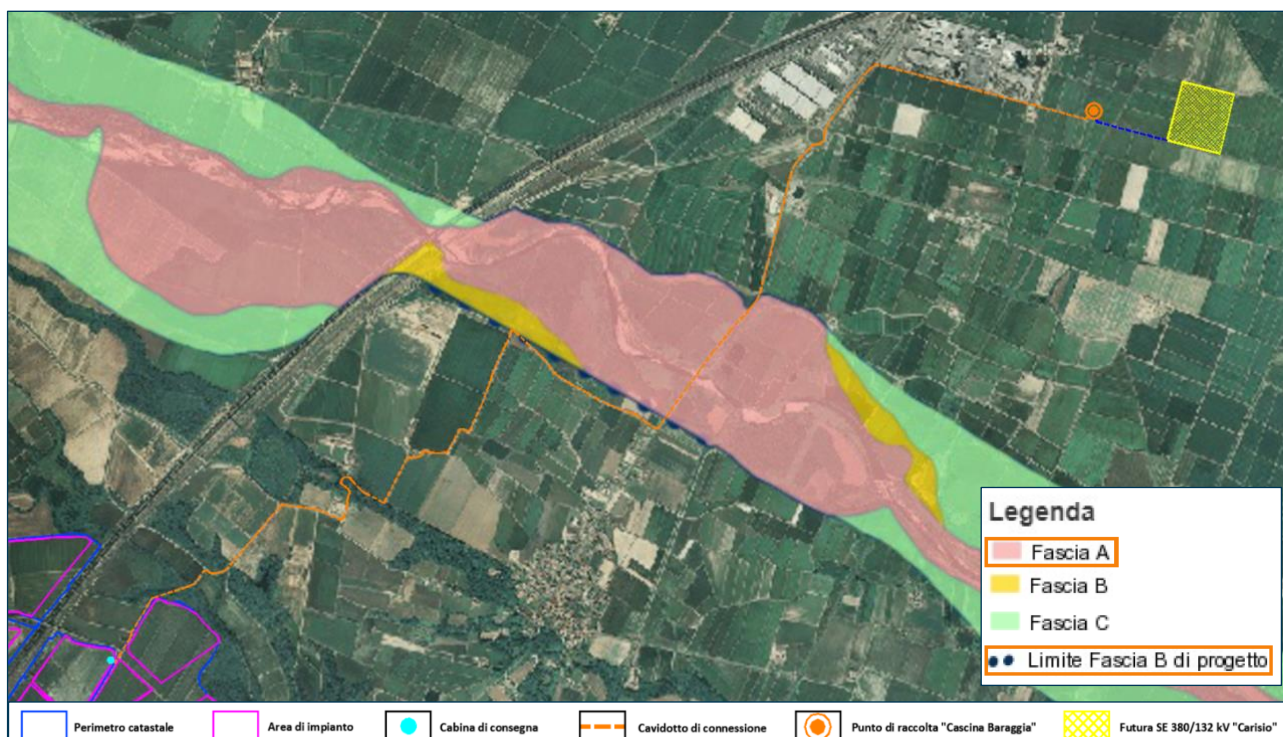 Legenda
Fascia A
Fascia B
Fascia C
Limite Fascia B di progetto
Perimetro catastale
Area di impianto
Cabina di consegna
Cavidotto di connessione
Punto di raccolta "Cascina Baraggia"
Futura SE 380/132 kV "Carisio"